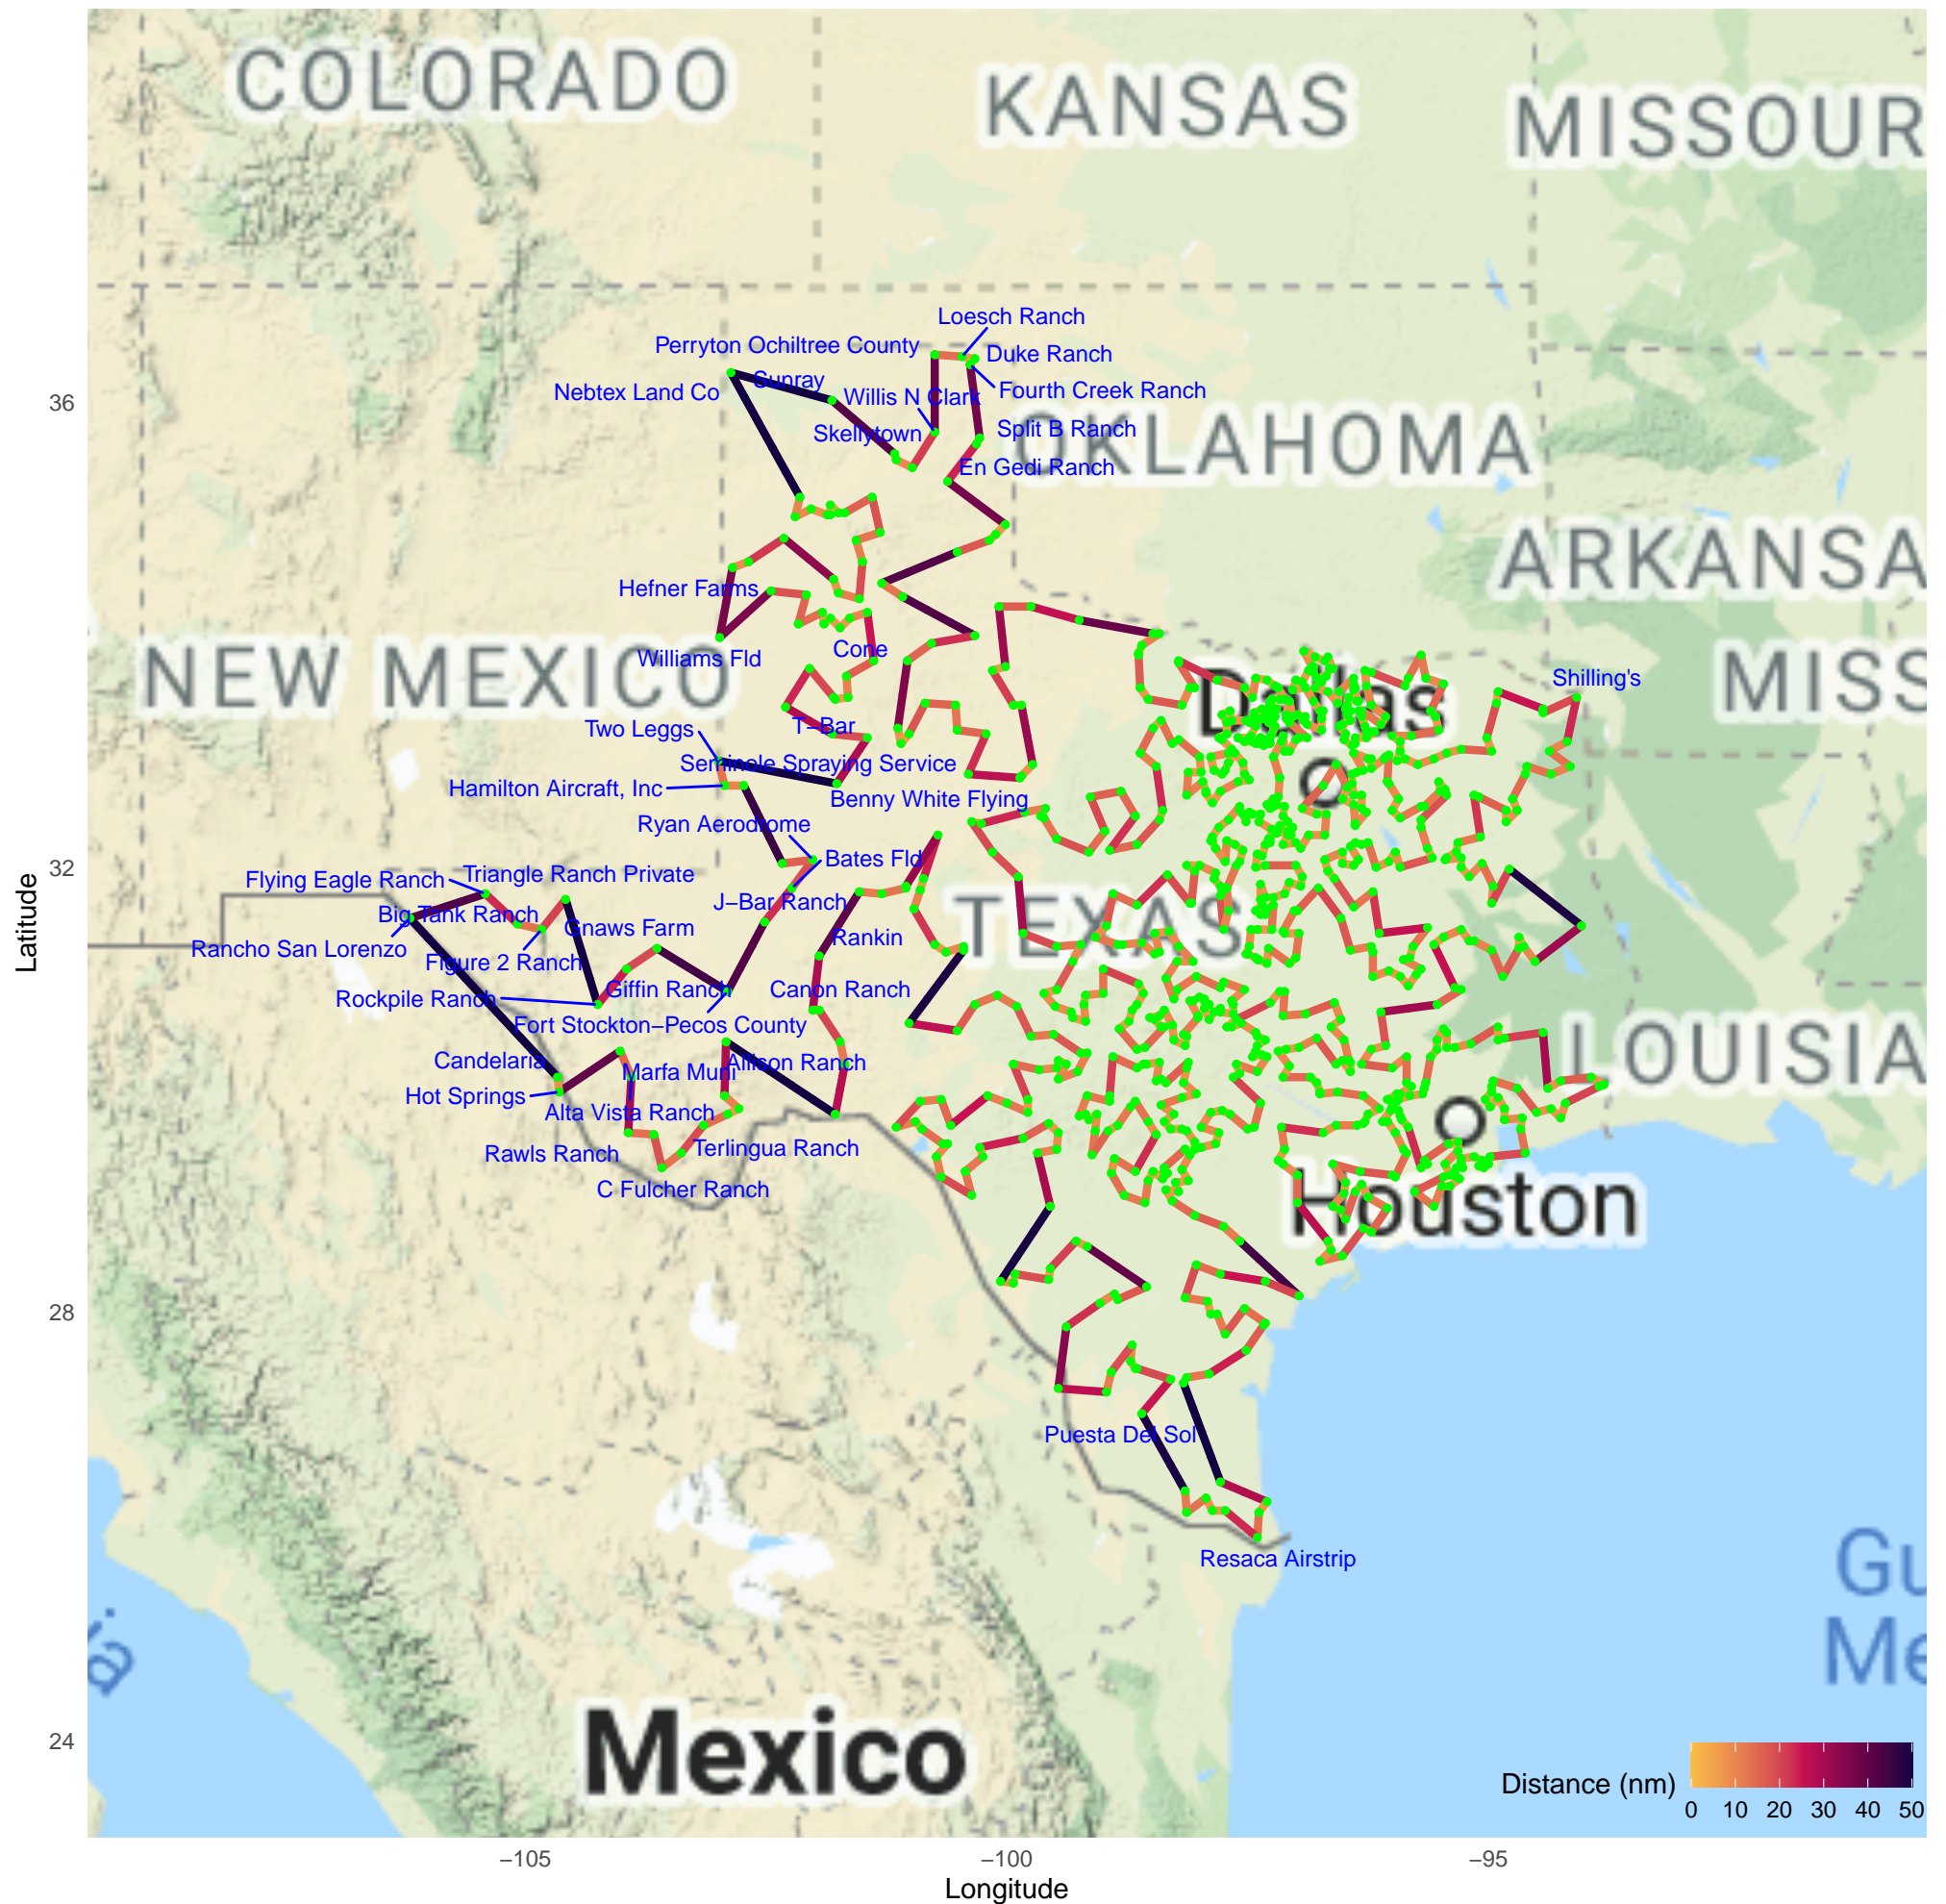 COLORADO
KANSAS
MISSOUR
Loesch Ranch
Perryton Ochiltree County
Duke Ranch
Sunray
Nebtex Land Co
Willis N Clark
Fourth Creek Ranch
36
Skellytown
Split B Ranch
OKLAHOMA
En Gedi Ranch
ARKANSA
Hefner Farms
Cone
Williams Fld
NEW MEXICO
Shilling's
MISS
Dallas
Two Leggs
T−Bar
Seminole Spraying Service
Hamilton Aircraft, Inc
Benny White Flying
Ryan Aerodrome
Bates Fld
32
Triangle Ranch Private
Flying Eagle Ranch
J−Bar Ranch
Big Tank Ranch
Gnaws Farm
TEXAS
Rankin
Rancho San Lorenzo
Figure 2 Ranch
Giffin Ranch
Canon Ranch
Rockpile Ranch
Fort Stockton−Pecos County
LOUISIA
Candelaria
Allison Ranch
Marfa Muni
Hot Springs
Alta Vista Ranch
Rawls Ranch
Terlingua Ranch
C Fulcher Ranch
Houston
28
Puesta Del Sol
Resaca Airstrip
Gu
Me
Mexico
24
Distance (nm)
0 10 20 30 40 50
−105 −100 −95
Longitude
Latitude